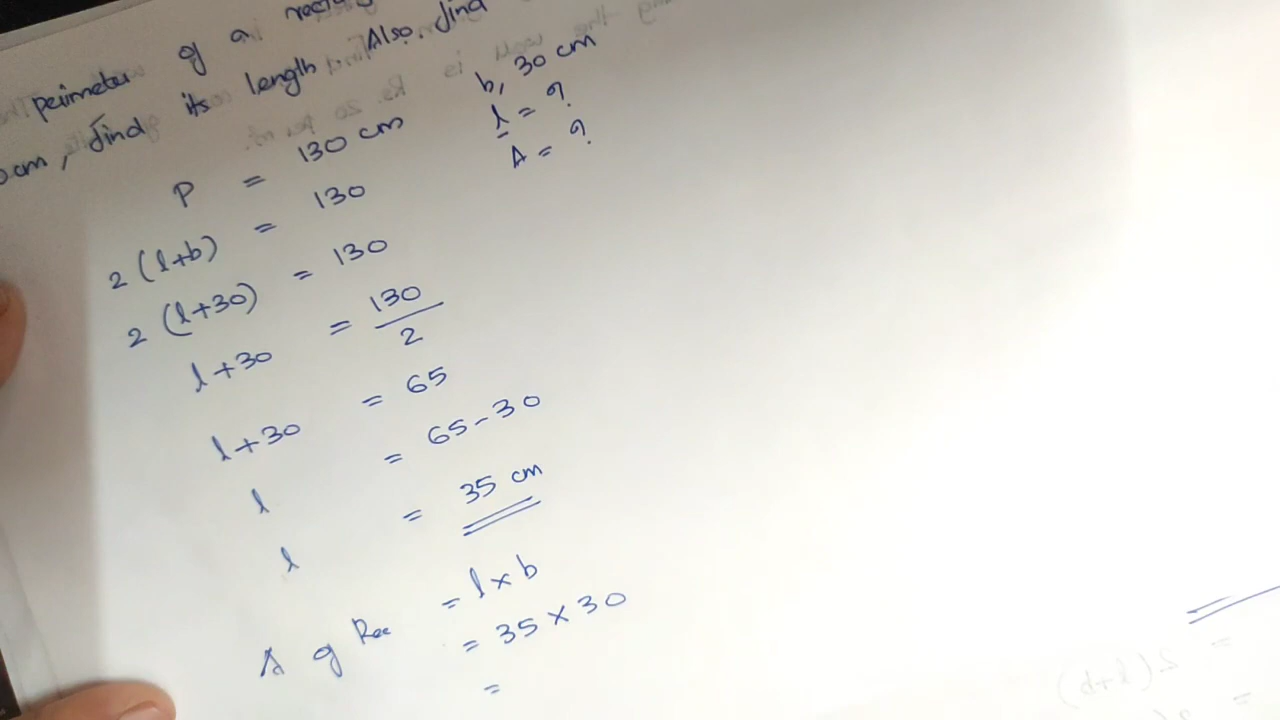 perimeter of a
cm, find its length. Also find
b, 30 cm
l = ?
A = ?
P = 130 cm
2(l+b) = 130
2(l+30) = 130
l+30 = 130/2
l+30 = 65
l = 65-30
l = 35 cm
A of Rec = l×b
= 35×30
=